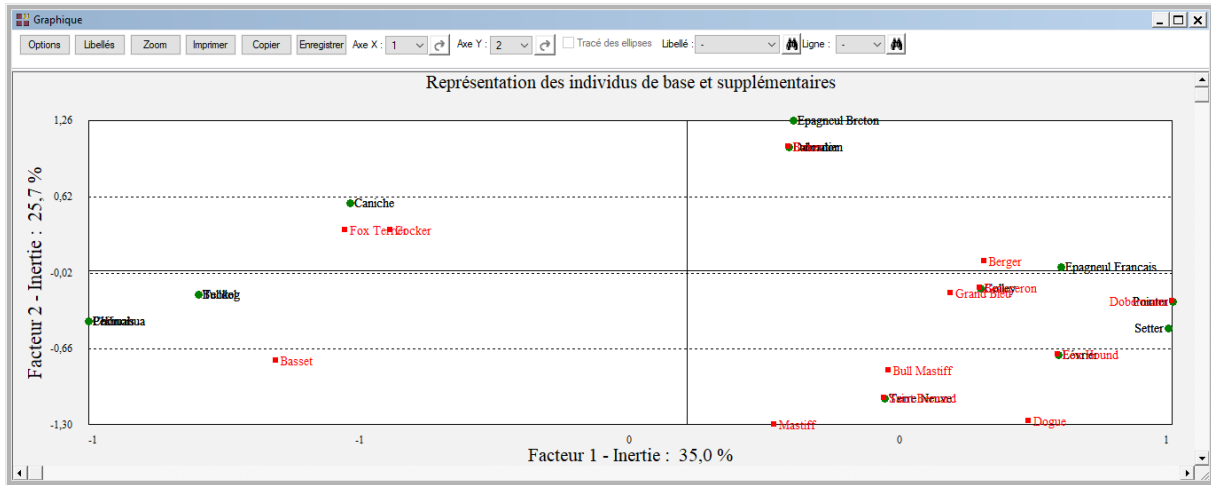 Graphique
Options Libellés Zoom Imprimer Copier Enregistrer Axe X : 1 Axe Y : 2 Tracé des ellipses Libellé : - Ligne : -
Représentation des individus de base et supplémentaires
1,26
Epagneul Breton
0,62
Caniche
Fox Terrier Cocker
Berger
-0,02
Epagneul Francais
Colley
Grand Bleu
Pointer
Setter
-0,66
Basset
Bull Mastiff
-1,30
Mastiff
Dogue
-1 -1 0 0 1
Facteur 1 - Inertie : 35,0 %
Facteur 2 - Inertie : 25,7 %